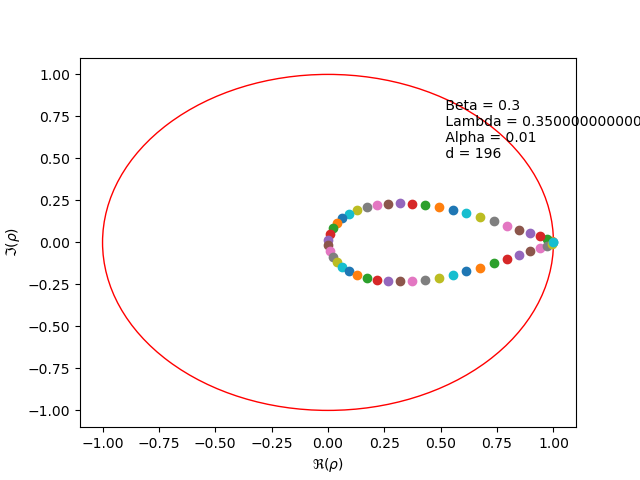 1.00
0.75
0.50
0.25
0.00
−0.25
−0.50
−0.75
−1.00
ℑ(ρ)
Beta = 0.3
Lambda = 0.350000000000
Alpha = 0.01
d = 196
−1.00 −0.75 −0.50 −0.25 0.00 0.25 0.50 0.75 1.00
ℜ(ρ)